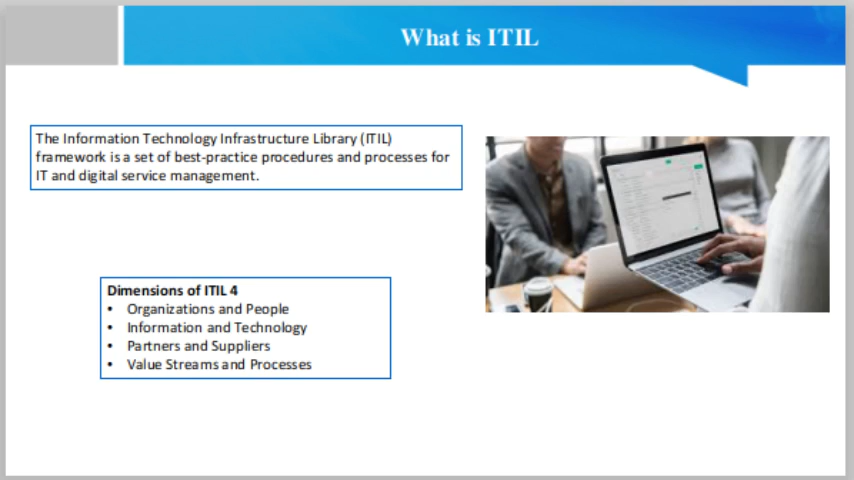 What is ITIL
The Information Technology Infrastructure Library (ITIL)
framework is a set of best-practice procedures and processes for
IT and digital service management.
Dimensions of ITIL 4
• Organizations and People
• Information and Technology
• Partners and Suppliers
• Value Streams and Processes